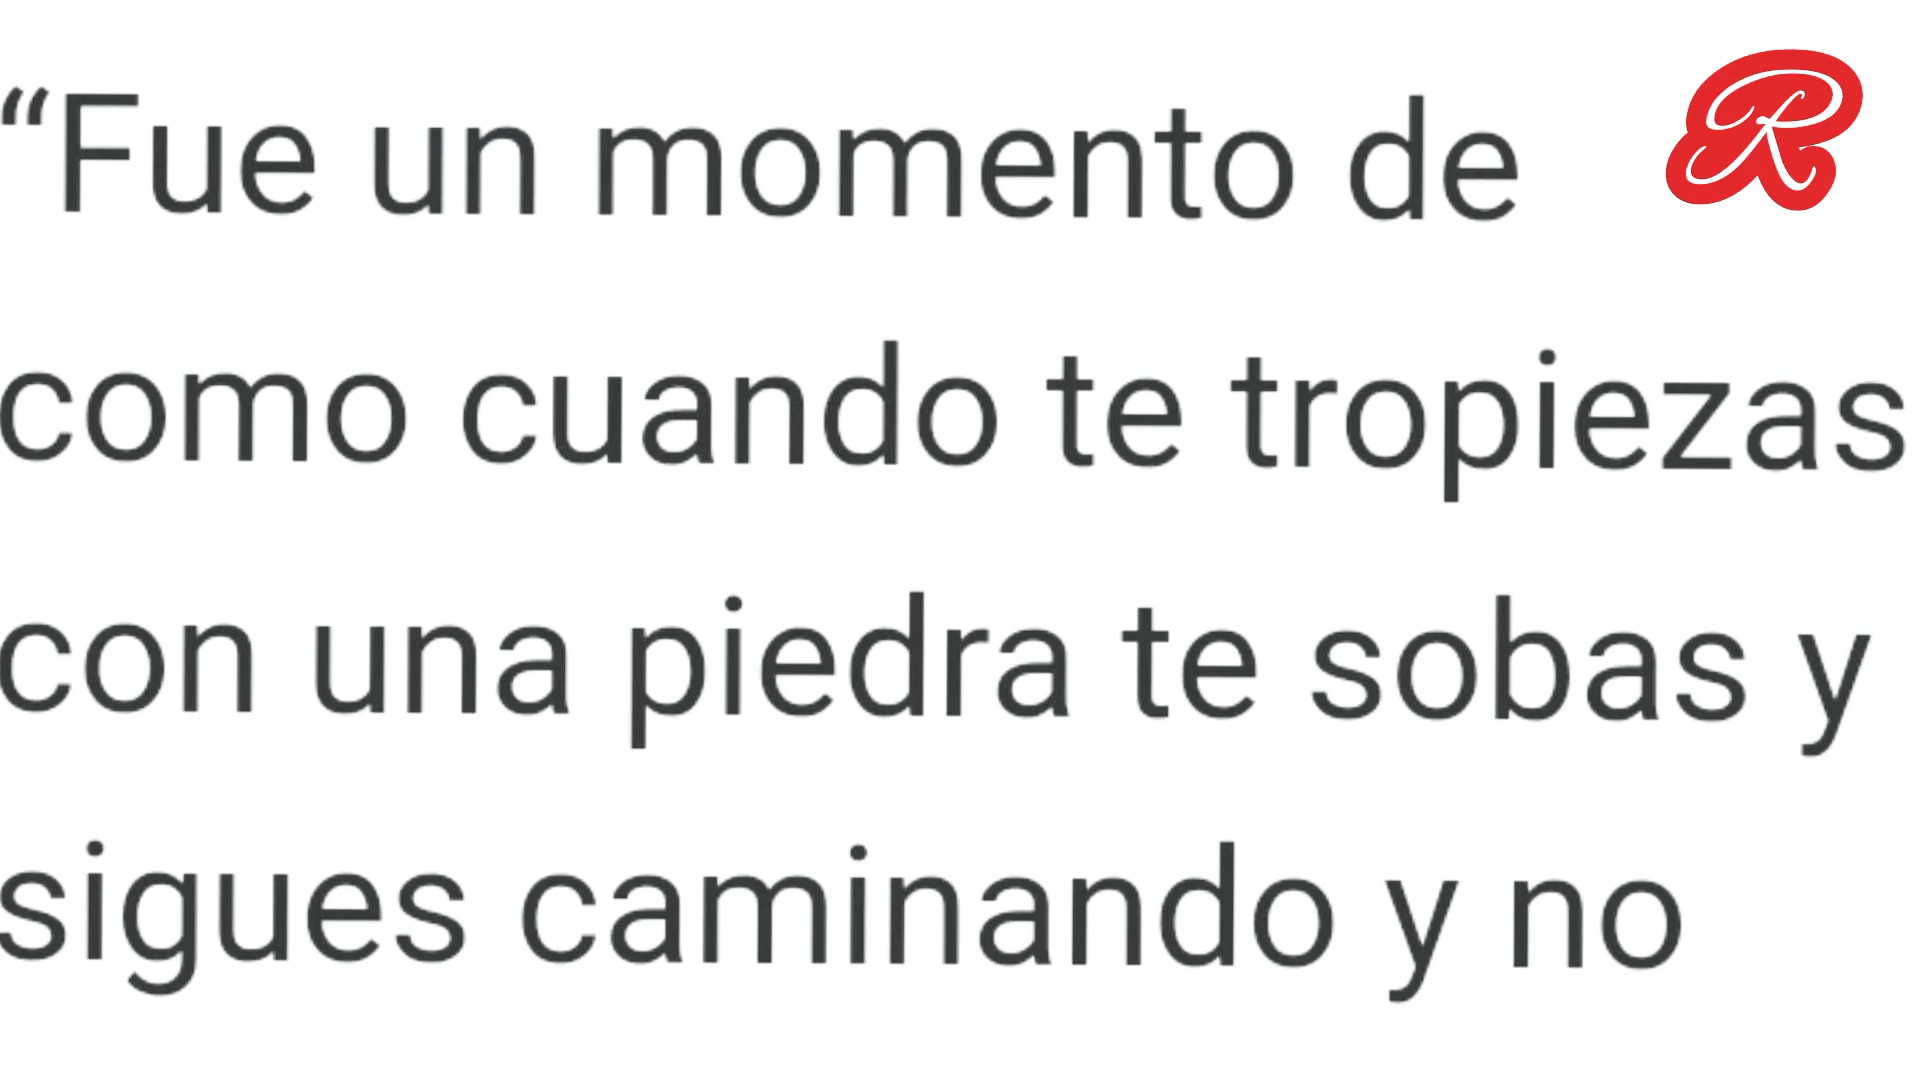 “Fue un momento de
R
como cuando te tropiezas
con una piedra te sobas y
sigues caminando y no